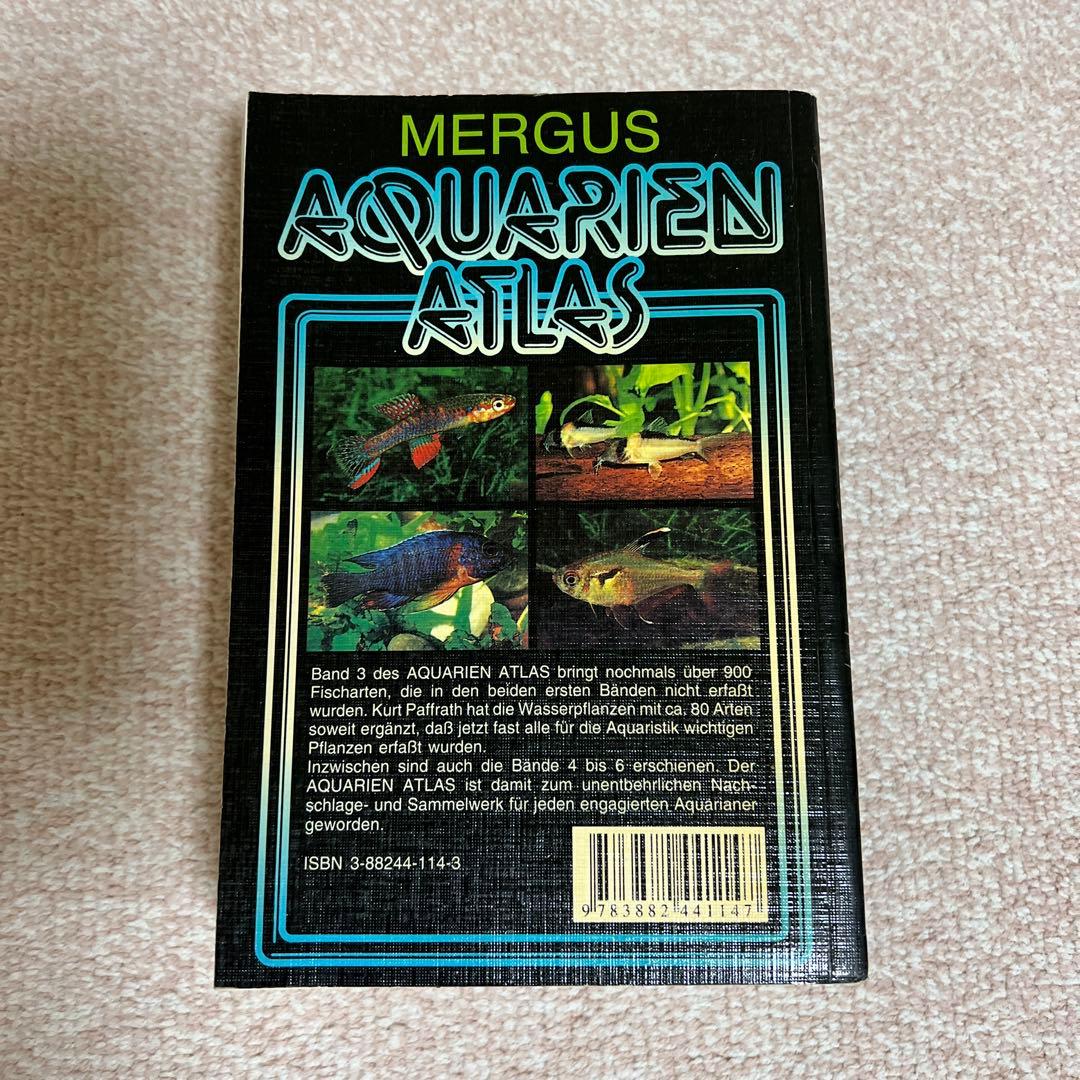 MERGUS
AQUARIEN
ATLAS
Band 3 des AQUARIEN ATLAS bringt nochmals über 900
Fischarten, die in den beiden ersten Bänden nicht erfaßt
wurden. Kurt Paffrath hat die Wasserpflanzen mit ca. 80 Arten
soweit ergänzt, daß jetzt fast alle für die Aquaristik wichtigen
Pflanzen erfaßt wurden.
Inzwischen sind auch die Bände 4 bis 6 erschienen. Der
AQUARIEN ATLAS ist damit zum unentbehrlichen Nach-
schlage- und Sammelwerk für jeden engagierten Aquarianer
geworden.
ISBN 3-88244-114-3
9 783882 441147